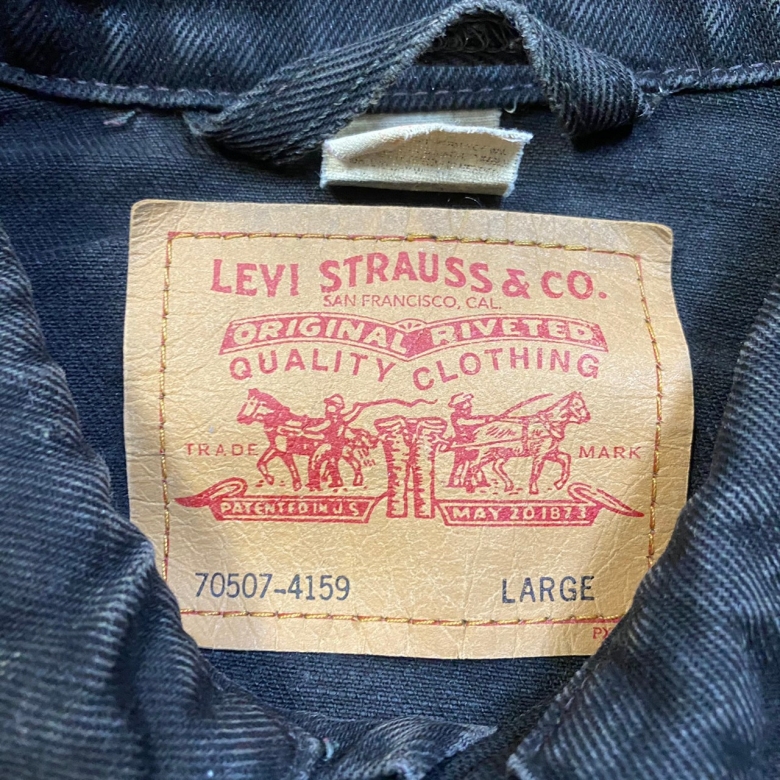 LEVI STRAUSS & CO.
SAN FRANCISCO, CAL.
ORIGINAL RIVETED
QUALITY CLOTHING
TRADE MARK
PATENTED IN U.S. MAY 20 1873
70507-4159 LARGE